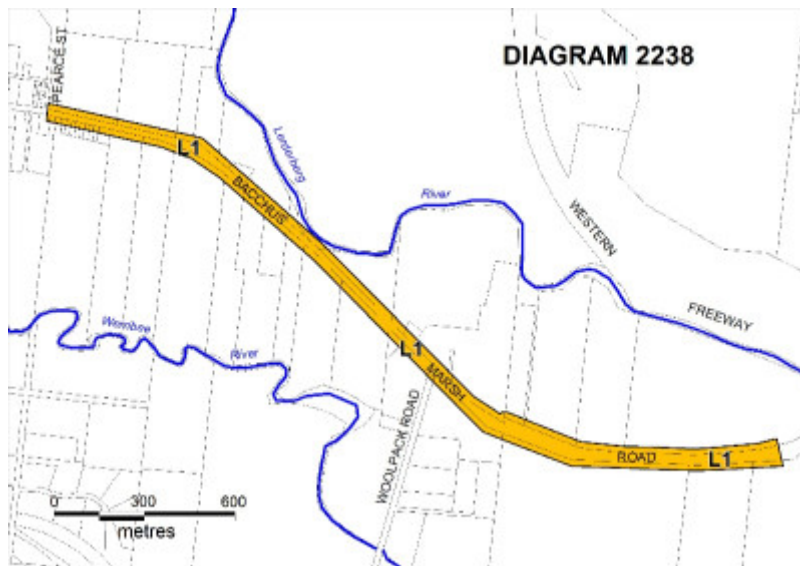 DIAGRAM 2238
PEARCE ST
L1
BACCHUS
Lerderberg
River
WESTERN
FREEWAY
Werribee
River
L1
MARSH
WOOLPACK ROAD
ROAD
L1
0 300 600
metres